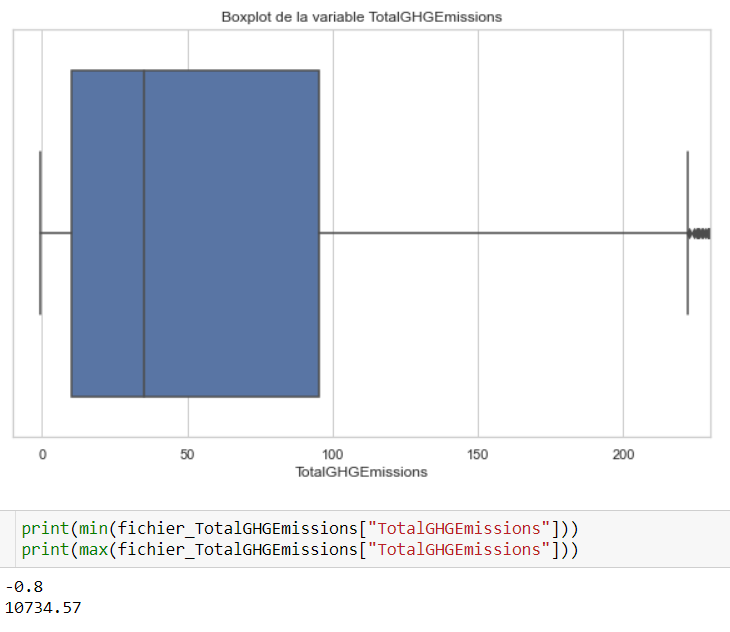 Boxplot de la variable TotalGHGEmissions
0 50 100 150 200
TotalGHGEmissions
print(min(fichier_TotalGHGEmissions["TotalGHGEmissions"]))
print(max(fichier_TotalGHGEmissions["TotalGHGEmissions"]))
-0.8
10734.57